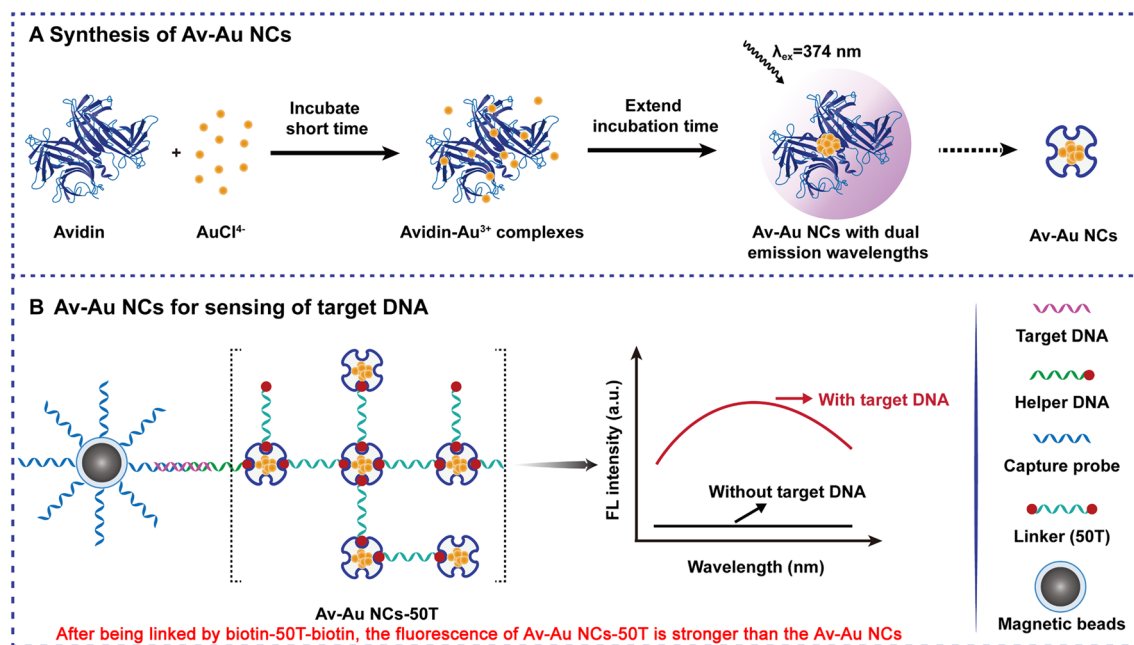 A Synthesis of Av-Au NCs
λex=374 nm
Incubate
short time
Extend
incubation time
+
Avidin
AuCl⁴⁻
Avidin-Au³⁺ complexes
Av-Au NCs with dual
emission wavelengths
Av-Au NCs
B Av-Au NCs for sensing of target DNA
Av-Au NCs-50T
FL intensity (a.u.)
With target DNA
Without target DNA
Wavelength (nm)
Target DNA
Helper DNA
Capture probe
Linker (50T)
Magnetic beads
After being linked by biotin-50T-biotin, the fluorescence of Av-Au NCs-50T is stronger than the Av-Au NCs